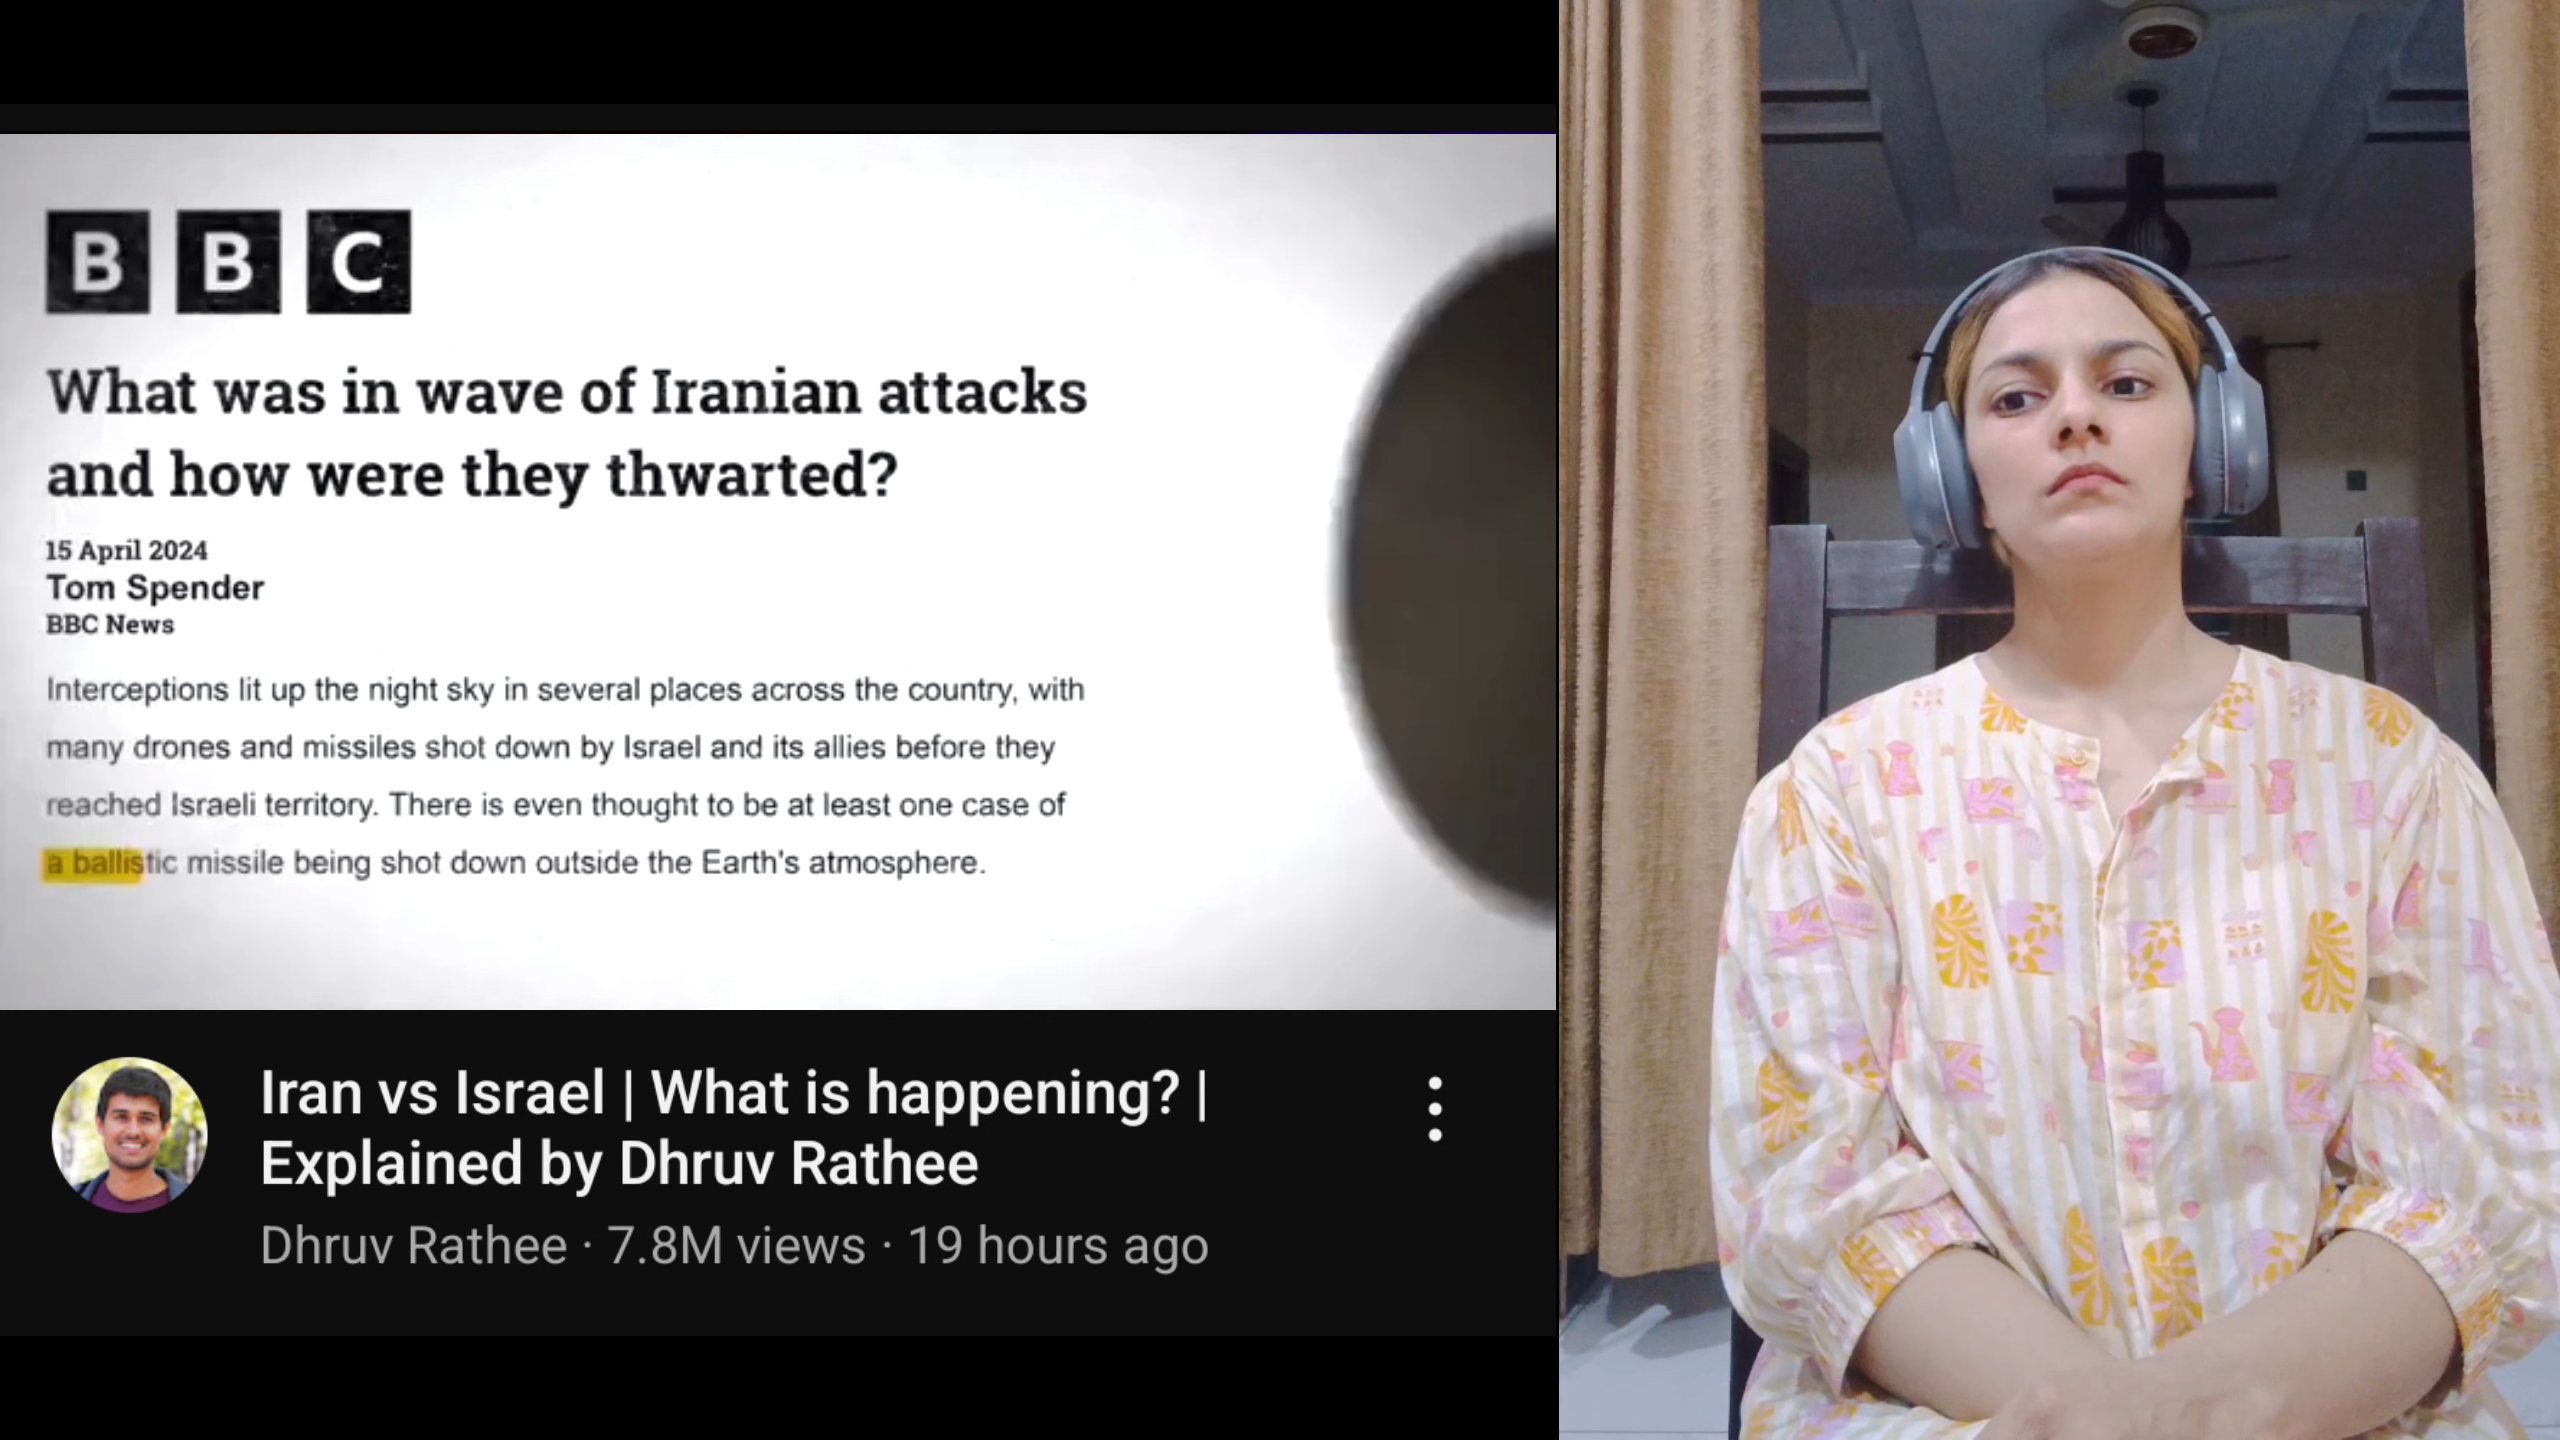 BBC
What was in wave of Iranian attacks
and how were they thwarted?
15 April 2024
Tom Spender
BBC News
Interceptions lit up the night sky in several places across the country, with
many drones and missiles shot down by Israel and its allies before they
reached Israeli territory. There is even thought to be at least one case of
a ballistic missile being shot down outside the Earth's atmosphere.
Iran vs Israel | What is happening? |
Explained by Dhruv Rathee
Dhruv Rathee · 7.8M views · 19 hours ago